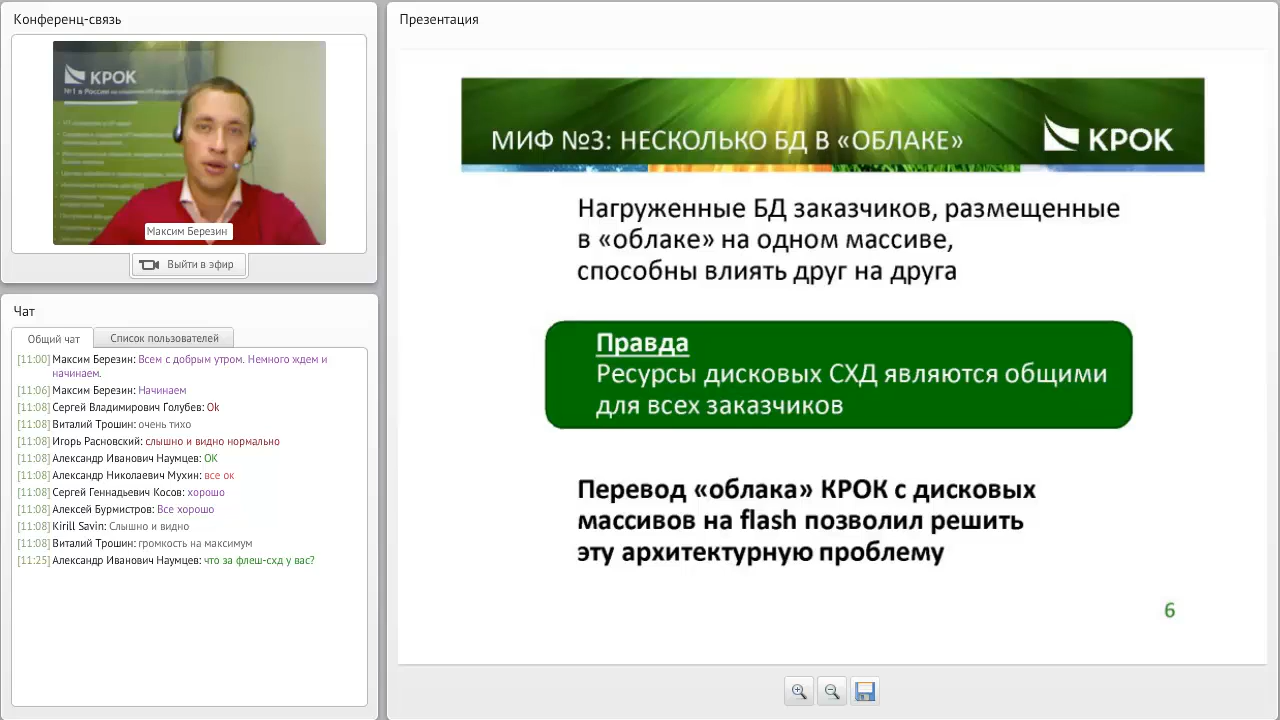 Конференц-связь
КРОК
№1 в России
Максим Березин
Выйти в эфир
Чат
Общий чат
Список пользователей
[11:00] Максим Березин: Всем с добрым утром. Немного ждем и
начинаем.
[11:06] Максим Березин: Начинаем
[11:08] Сергей Владимирович Голубев: Ok
[11:08] Виталий Трошин: очень тихо
[11:08] Игорь Расновский: слышно и видно нормально
[11:08] Александр Иванович Наумцев: ОК
[11:08] Александр Николаевич Мухин: все ок
[11:08] Сергей Геннадьевич Косов: хорошо
[11:08] Алексей Бурмистров: Все хорошо
[11:08] Kirill Savin: Слышно и видно
[11:08] Виталий Трошин: громкость на максимум
[11:25] Александр Иванович Наумцев: что за флеш-схд у вас?
Презентация
МИФ №3: НЕСКОЛЬКО БД В «ОБЛАКЕ»
КРОК
Нагруженные БД заказчиков, размещенные
в «облаке» на одном массиве,
способны влиять друг на друга
Правда
Ресурсы дисковых СХД являются общими
для всех заказчиков
Перевод «облака» КРОК с дисковых
массивов на flash позволил решить
эту архитектурную проблему
6